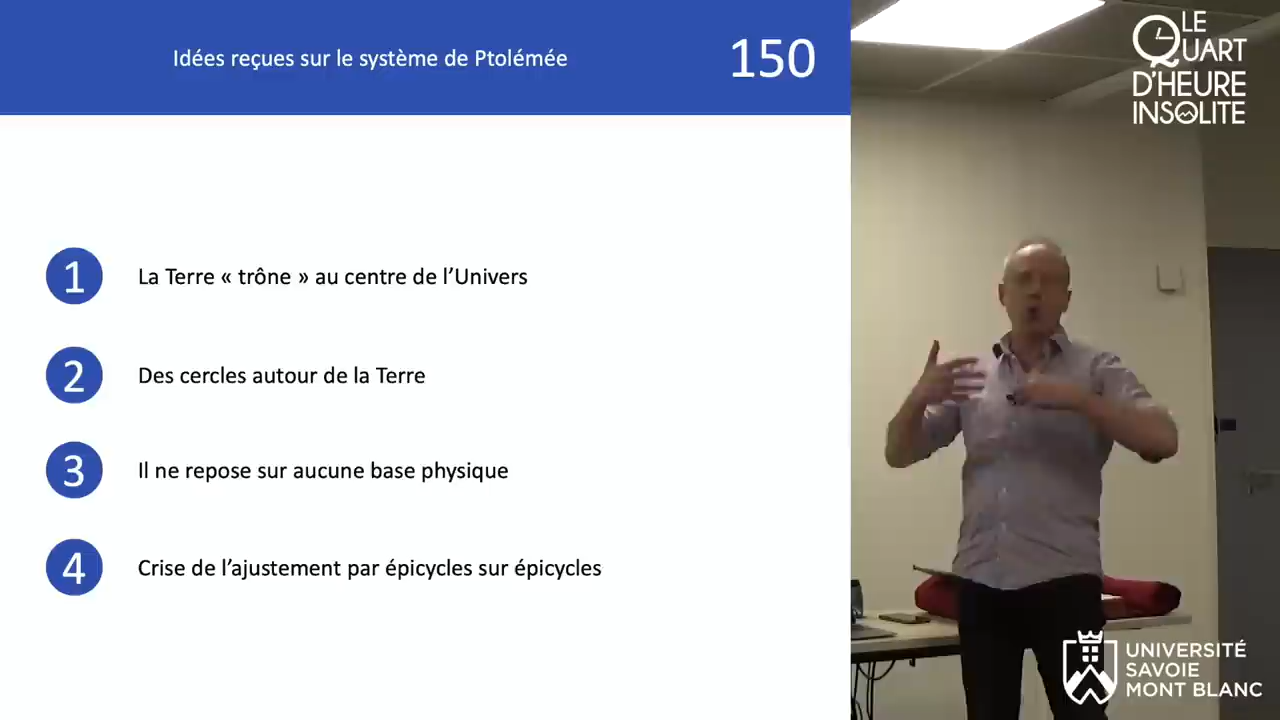 Idées reçues sur le système de Ptolémée
150
1 La Terre « trône » au centre de l’Univers
2 Des cercles autour de la Terre
3 Il ne repose sur aucune base physique
4 Crise de l’ajustement par épicycles sur épicycles
LE
QUART
D'HEURE
INSOLITE
UNIVERSITÉ
SAVOIE
MONT BLANC